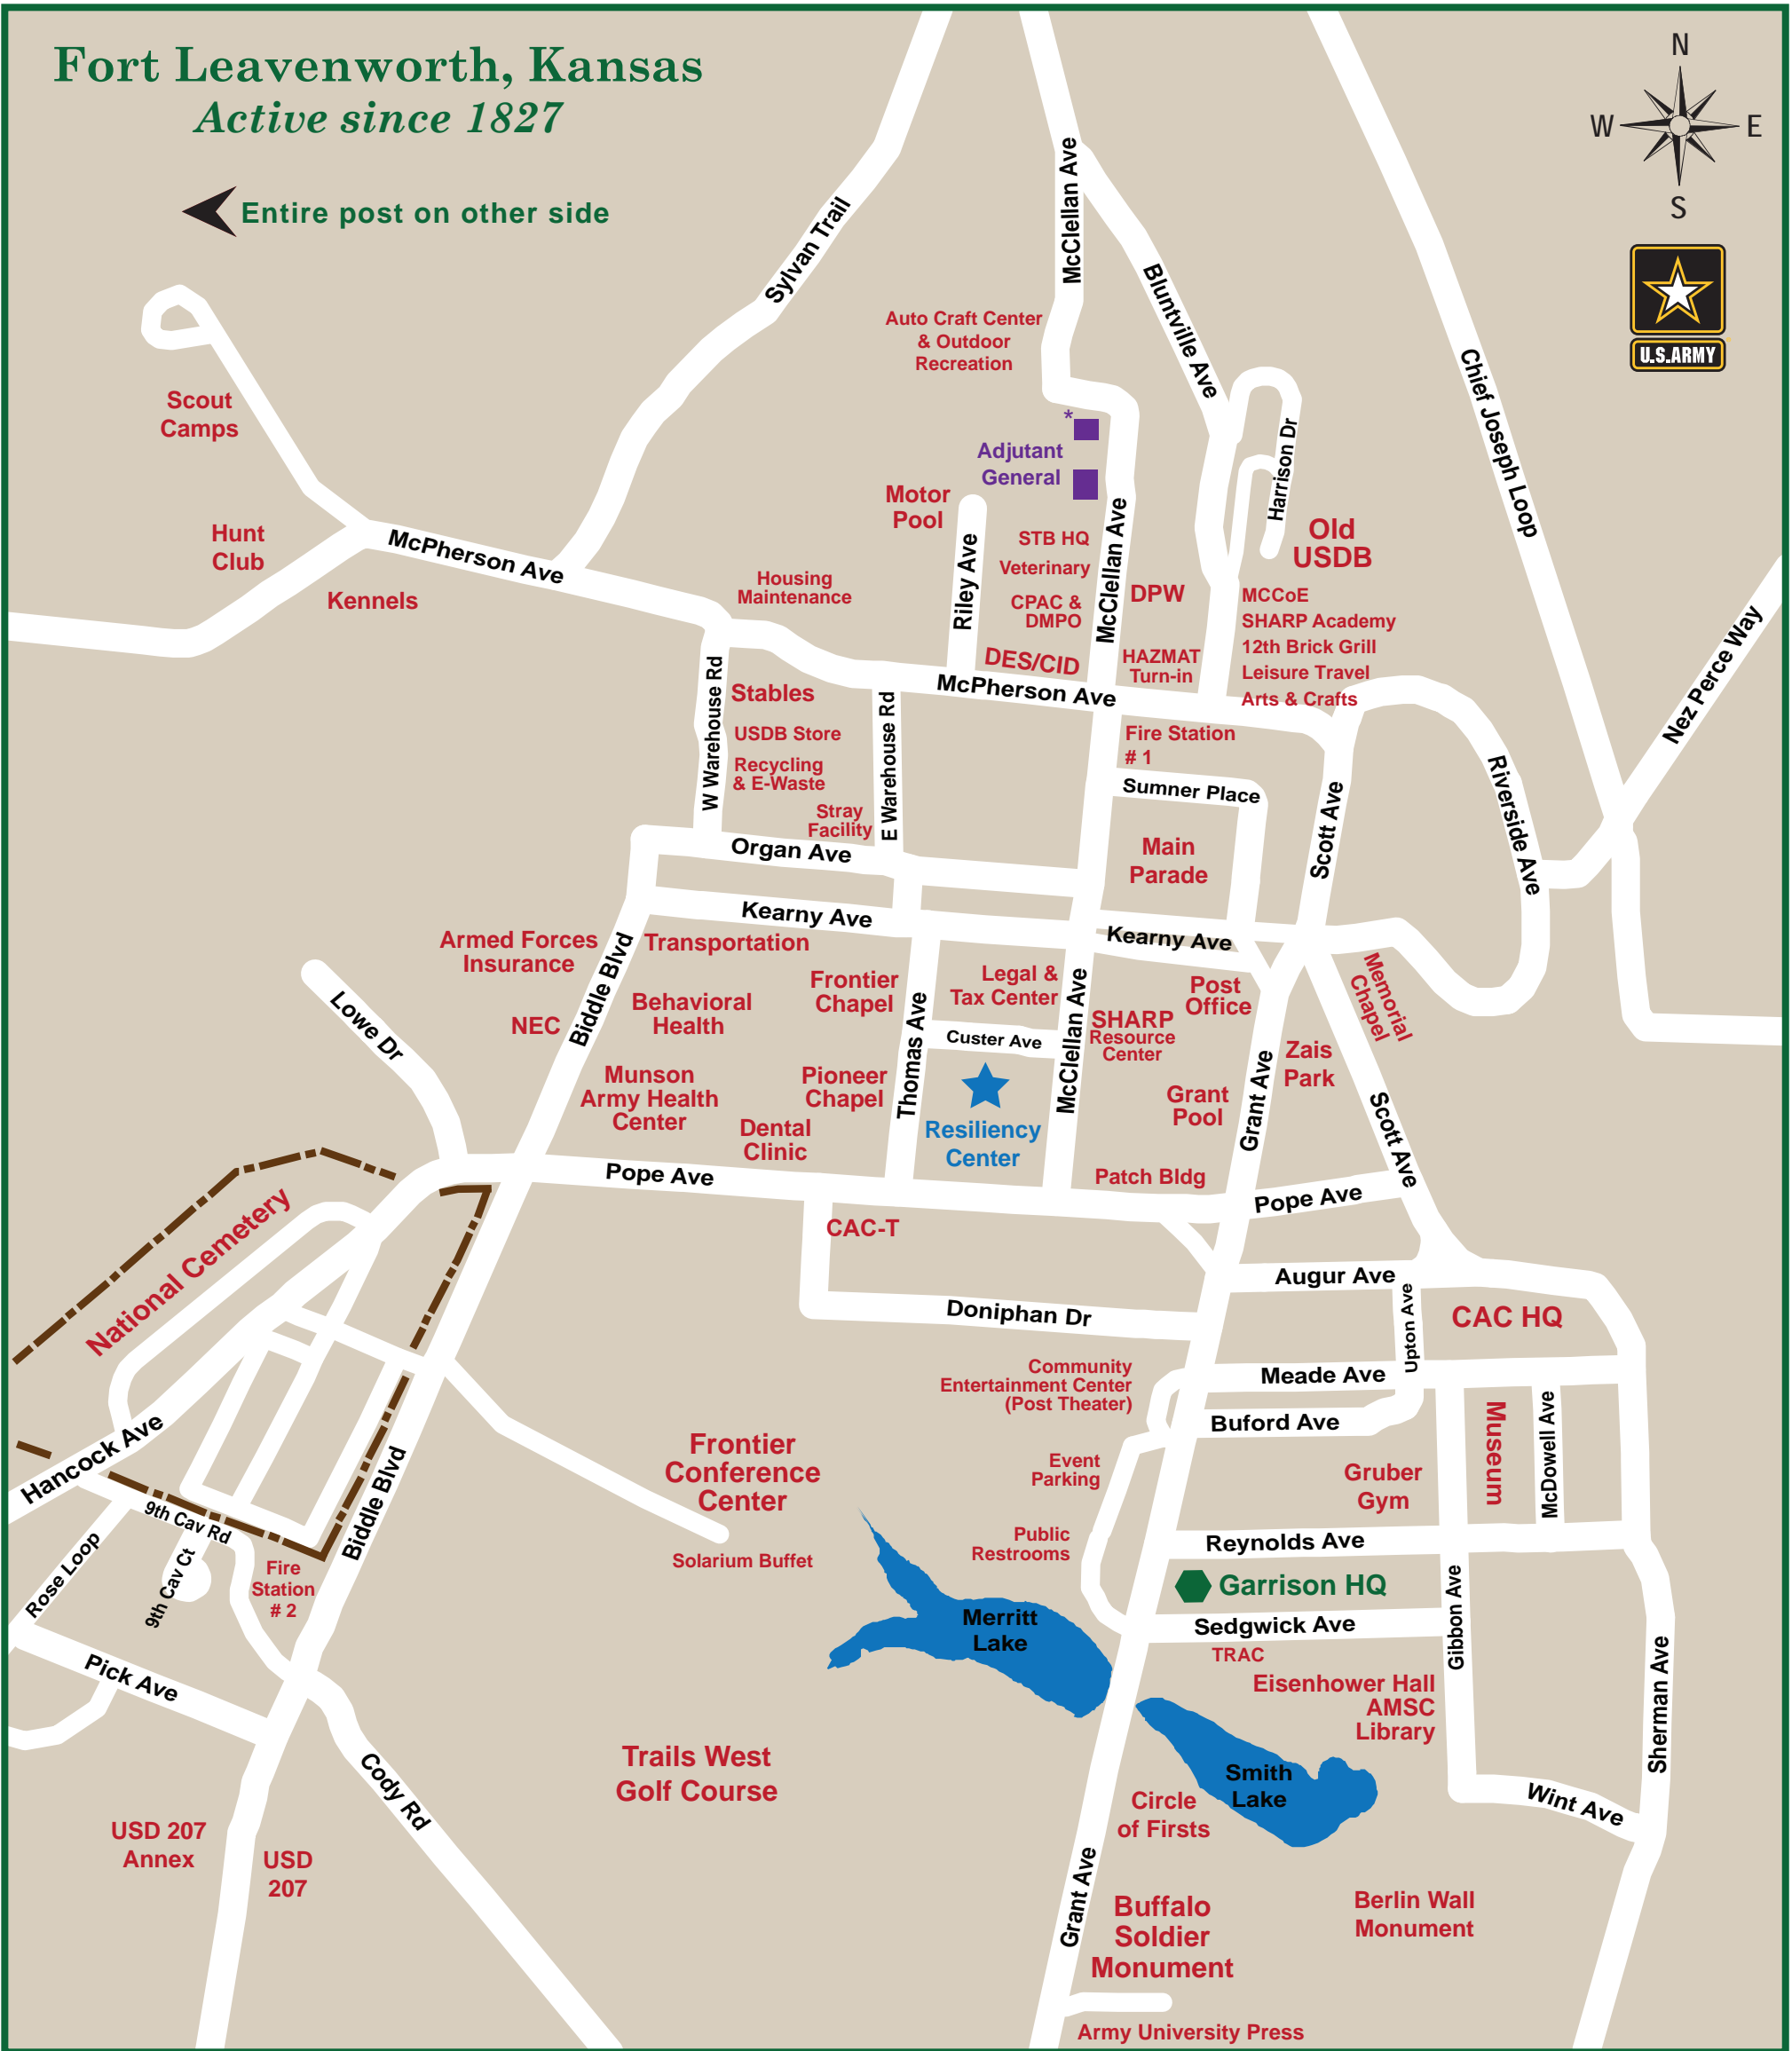 Fort Leavenworth, Kansas
Active since 1827
Entire post on other side
N
W
E
S
U.S.ARMY
Sylvan Trail
McClellan Ave
Bluntville Ave
Chief Joseph Loop
Auto Craft Center
& Outdoor
Recreation
Scout
Camps
*
Adjutant
General
Harrison Dr
Motor
Pool
Hunt
Club
McPherson Ave
Kennels
Housing
Maintenance
Riley Ave
STB HQ
Veterinary
CPAC &
DMPO
DES/CID
McClellan Ave
DPW
HAZMAT
Turn-in
Old
USDB
MCCoE
SHARP Academy
12th Brick Grill
Leisure Travel
Arts & Crafts
Nez Perce Way
McPherson Ave
W Warehouse Rd
Stables
USDB Store
Recycling
& E-Waste
Stray
Facility
E Warehouse Rd
Fire Station
# 1
Sumner Place
Main
Parade
Scott Ave
Riverside Ave
Organ Ave
Kearny Ave
Kearny Ave
Armed Forces
Insurance
Transportation
Biddle Blvd
Frontier
Chapel
Legal &
Tax Center
Post
Office
Memorial
Chapel
Lowe Dr
NEC
Behavioral
Health
Thomas Ave
Custer Ave
McClellan Ave
SHARP
Resource
Center
Grant Ave
Zais
Park
Munson
Army Health
Center
Pioneer
Chapel
Dental
Clinic
Resiliency
Center
Grant
Pool
Scott Ave
Pope Ave
Patch Bldg
Pope Ave
National Cemetery
CAC-T
Augur Ave
Upton Ave
CAC HQ
Doniphan Dr
Community
Entertainment Center
(Post Theater)
Meade Ave
Buford Ave
Museum
McDowell Ave
Hancock Ave
Biddle Blvd
Frontier
Conference
Center
Event
Parking
Gruber
Gym
9th Cav Rd
Rose Loop
9th Cav Ct
Fire
Station
# 2
Solarium Buffet
Public
Restrooms
Reynolds Ave
Garrison HQ
Gibbon Ave
Merritt
Lake
Sedgwick Ave
TRAC
Sherman Ave
Pick Ave
Eisenhower Hall
AMSC
Library
Trails West
Golf Course
Cody Rd
Smith
Lake
Wint Ave
Circle
of Firsts
USD 207
Annex
USD
207
Grant Ave
Buffalo
Soldier
Monument
Berlin Wall
Monument
Army University Press